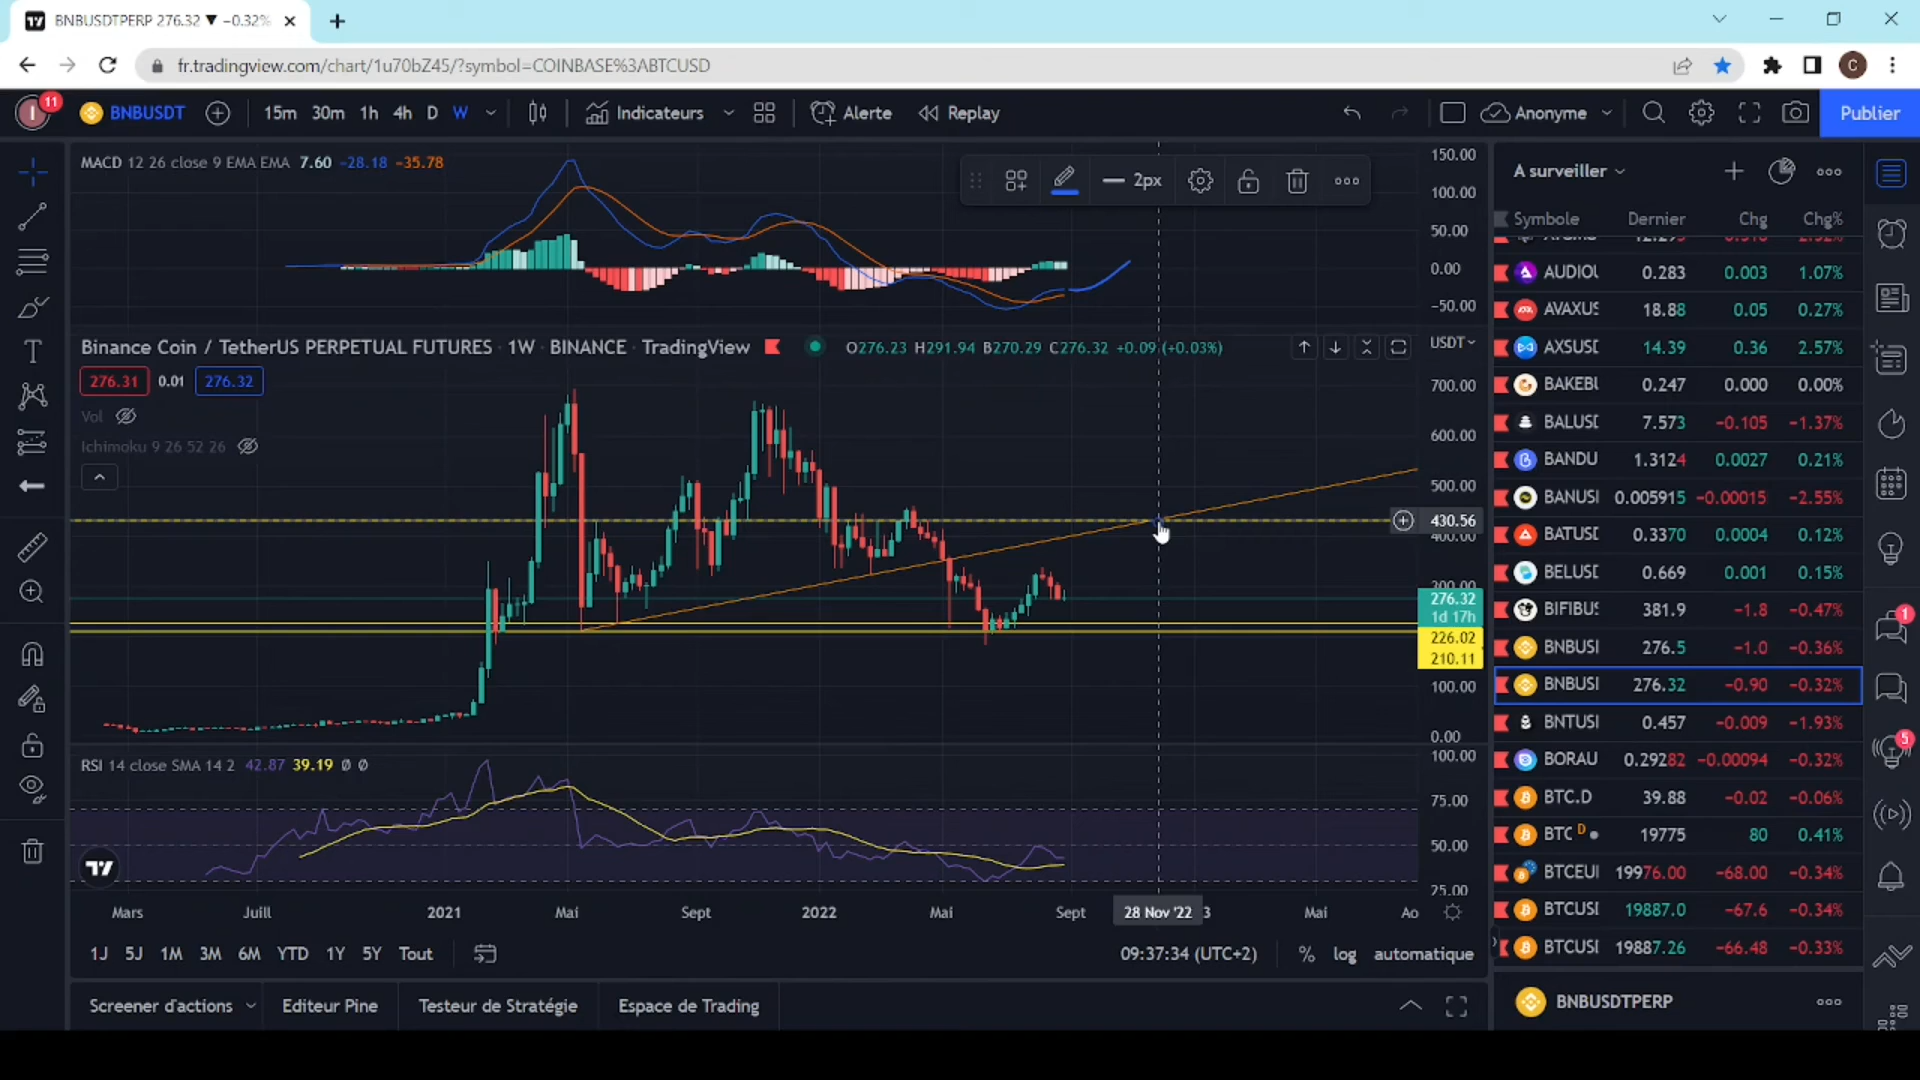 BNBUSDTPERP 276.32 ▼ −0.32%
fr.tradingview.com/chart/1u70bZ45/?symbol=COINBASE%3ABTCUSD
C
I
11
BNBUSDT
15m 30m 1h 4h D W
Indicateurs
Alerte
Replay
Anonyme
Publier
MACD 12 26 close 9 EMA EMA 7.60 −28.18 −35.78
2px
150.00
100.00
50.00
0.00
−50.00
Binance Coin / TetherUS PERPETUAL FUTURES · 1W · BINANCE · TradingView
O276.23 H291.94 B270.29 C276.32 +0.09 (+0.03%)
USDT
276.31 0.01 276.32
Vol
Ichimoku 9 26 52 26
700.00
600.00
500.00
430.56
400.00
300.00
276.32
1d 17h
226.02
210.11
100.00
0.00
RSI 14 close SMA 14 2 42.87 39.19 Ø Ø
100.00
75.00
50.00
25.00
Mars Juill 2021 Mai Sept 2022 Mai Sept 28 Nov '22 3 Mai Ao
1J 5J 1M 3M 6M YTD 1Y 5Y Tout
09:37:34 (UTC+2) % log automatique
Screener d'actions Editeur Pine Testeur de Stratégie Espace de Trading
A surveiller
Symbole Dernier Chg Chg%
AUDIOU 0.283 0.003 1.07%
AVAXUS 18.88 0.05 0.27%
AXSUSD 14.39 0.36 2.57%
BAKEBU 0.247 0.000 0.00%
BALUSD 7.573 −0.105 −1.37%
BANDU 1.3124 0.0027 0.21%
BANUSI 0.005915 −0.00015 −2.55%
BATUSD 0.3370 0.0004 0.12%
BELUSD 0.669 0.001 0.15%
BIFIBUS 381.9 −1.8 −0.47%
BNBUSI 276.5 −1.0 −0.36%
BNBUSI 276.32 −0.90 −0.32%
BNTUSI 0.457 −0.009 −1.93%
BORAU 0.29282 −0.00094 −0.32%
BTC.D 39.88 −0.02 −0.06%
BTC D 19775 80 0.41%
BTCEUI 19976.00 −68.00 −0.34%
BTCUSI 19887.0 −67.6 −0.34%
BTCUSI 19887.26 −66.48 −0.33%
BNBUSDTPERP
1
5